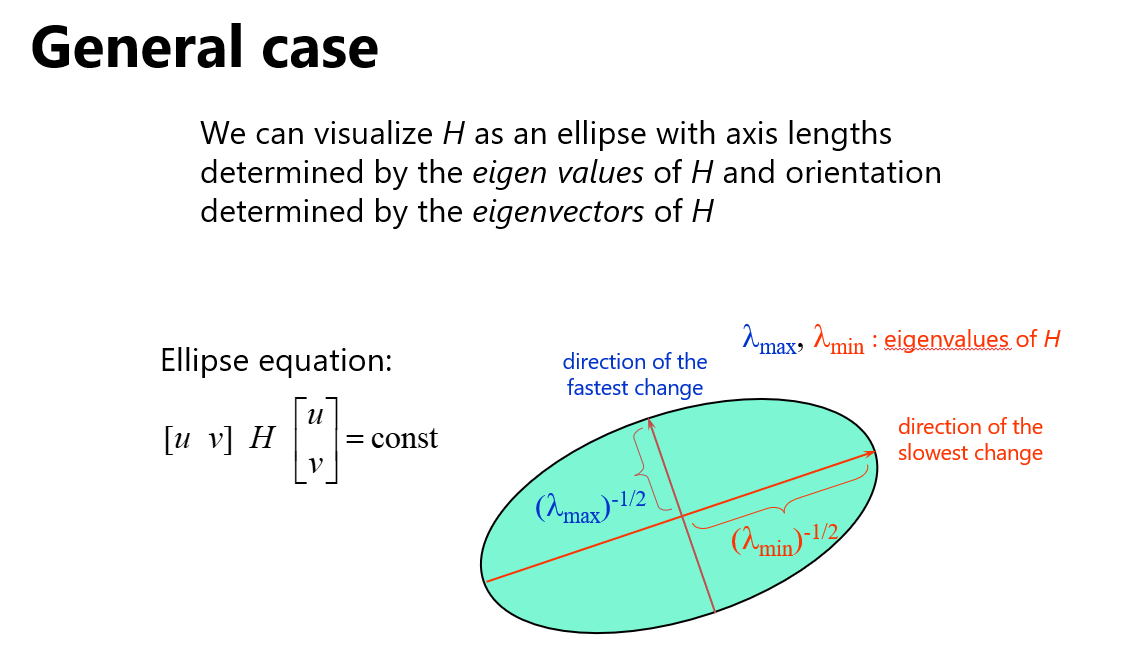 General case
We can visualize H as an ellipse with axis lengths
determined by the eigen values of H and orientation
determined by the eigenvectors of H
λmax, λmin : eigenvalues of H
Ellipse equation:
[u v] H [u v] = const
direction of the
fastest change
direction of the
slowest change
(λmax)-1/2
(λmin)-1/2